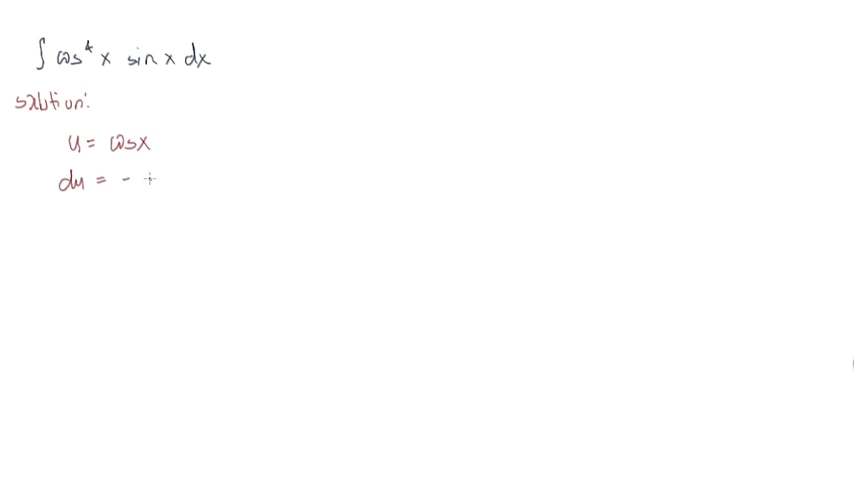 ∫ cos⁴ x sin x dx
solution:
u = cos x
du = -